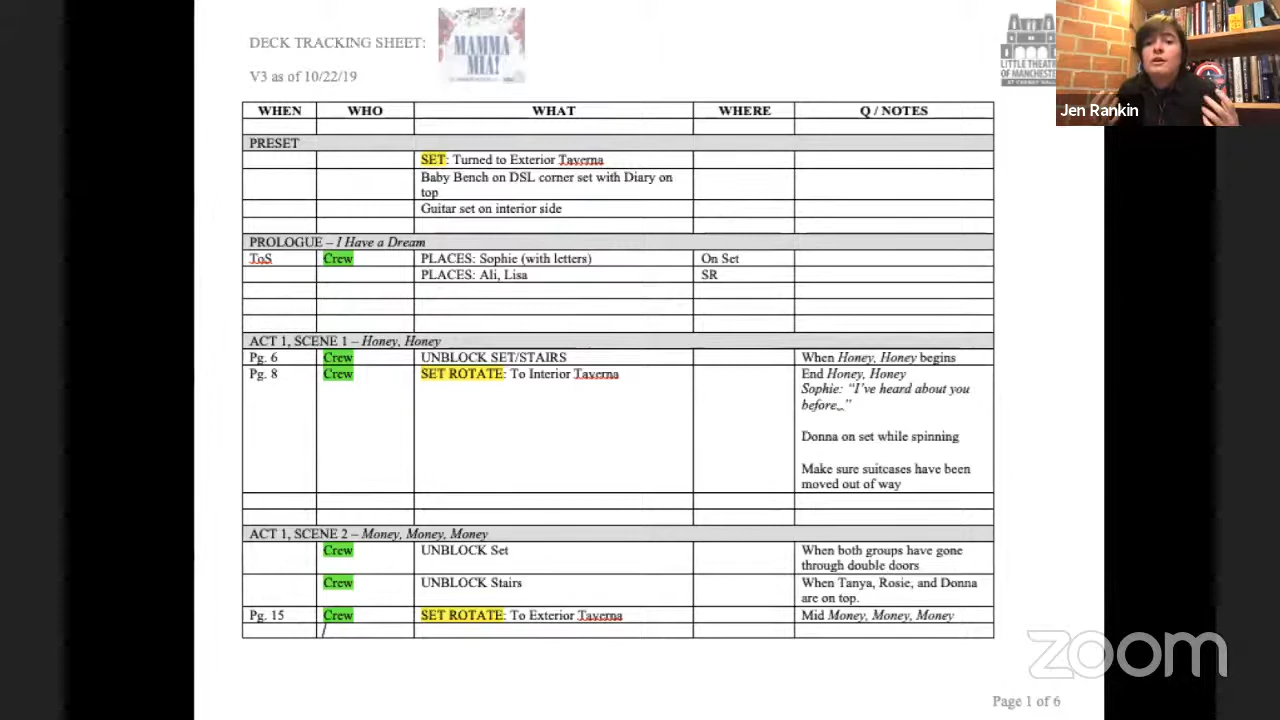 DECK TRACKING SHEET:
MAMMA
MIA!
V3 as of 10/22/19
LITTLE THEATRE
OF MANCHESTER
AT CHENEY HALL
Jen Rankin
WHEN WHO WHAT WHERE Q / NOTES
PRESET
SET: Turned to Exterior Taverna
Baby Bench on DSL corner set with Diary on
top
Guitar set on interior side
PROLOGUE – I Have a Dream
ToS Crew PLACES: Sophie (with letters) On Set
PLACES: Ali, Lisa SR
ACT 1, SCENE 1 – Honey, Honey
Pg. 6 Crew UNBLOCK SET/STAIRS When Honey, Honey begins
Pg. 8 Crew SET ROTATE: To Interior Taverna End Honey, Honey
Sophie: “I’ve heard about you
before..”
Donna on set while spinning
Make sure suitcases have been
moved out of way
ACT 1, SCENE 2 – Money, Money, Money
Crew UNBLOCK Set When both groups have gone
through double doors
Crew UNBLOCK Stairs When Tanya, Rosie, and Donna
are on top.
Pg. 15 Crew SET ROTATE: To Exterior Taverna Mid Money, Money, Money
zoom
Page 1 of 6